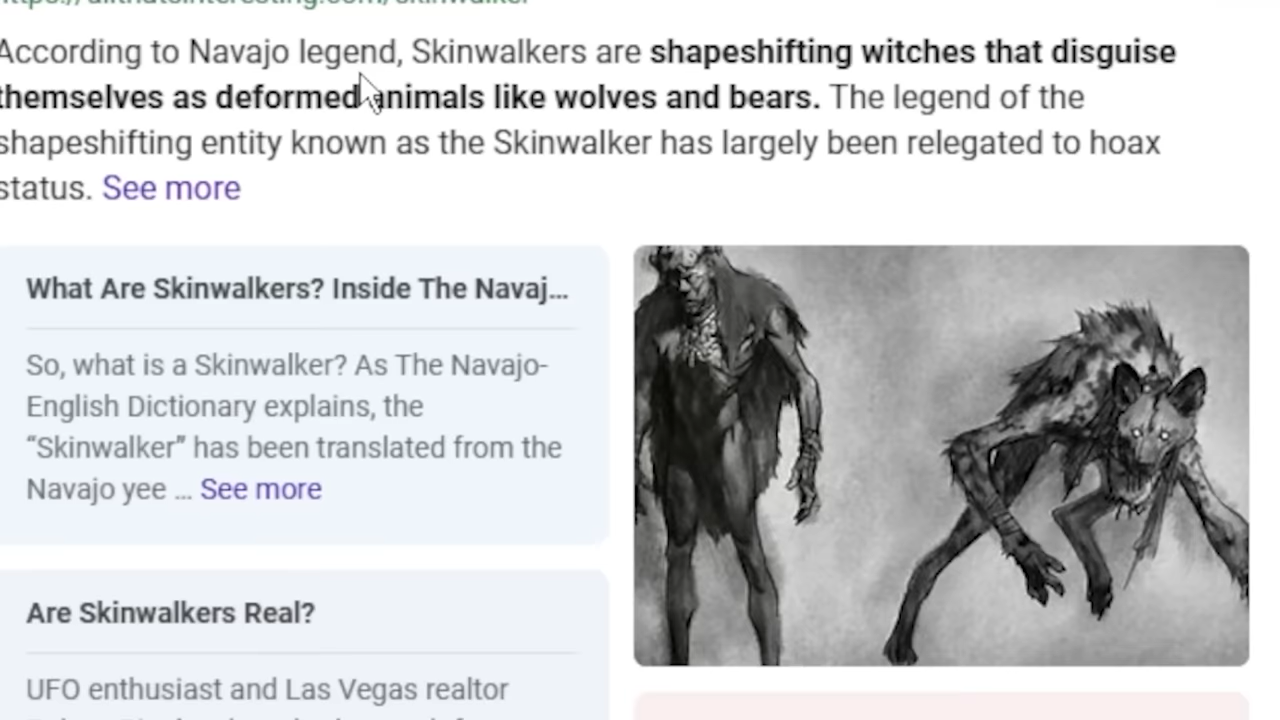 According to Navajo legend, Skinwalkers are shapeshifting witches that disguise
themselves as deformed animals like wolves and bears. The legend of the
shapeshifting entity known as the Skinwalker has largely been relegated to hoax
status. See more
What Are Skinwalkers? Inside The Navaj...
So, what is a Skinwalker? As The Navajo-
English Dictionary explains, the
“Skinwalker” has been translated from the
Navajo yee ... See more
Are Skinwalkers Real?
UFO enthusiast and Las Vegas realtor